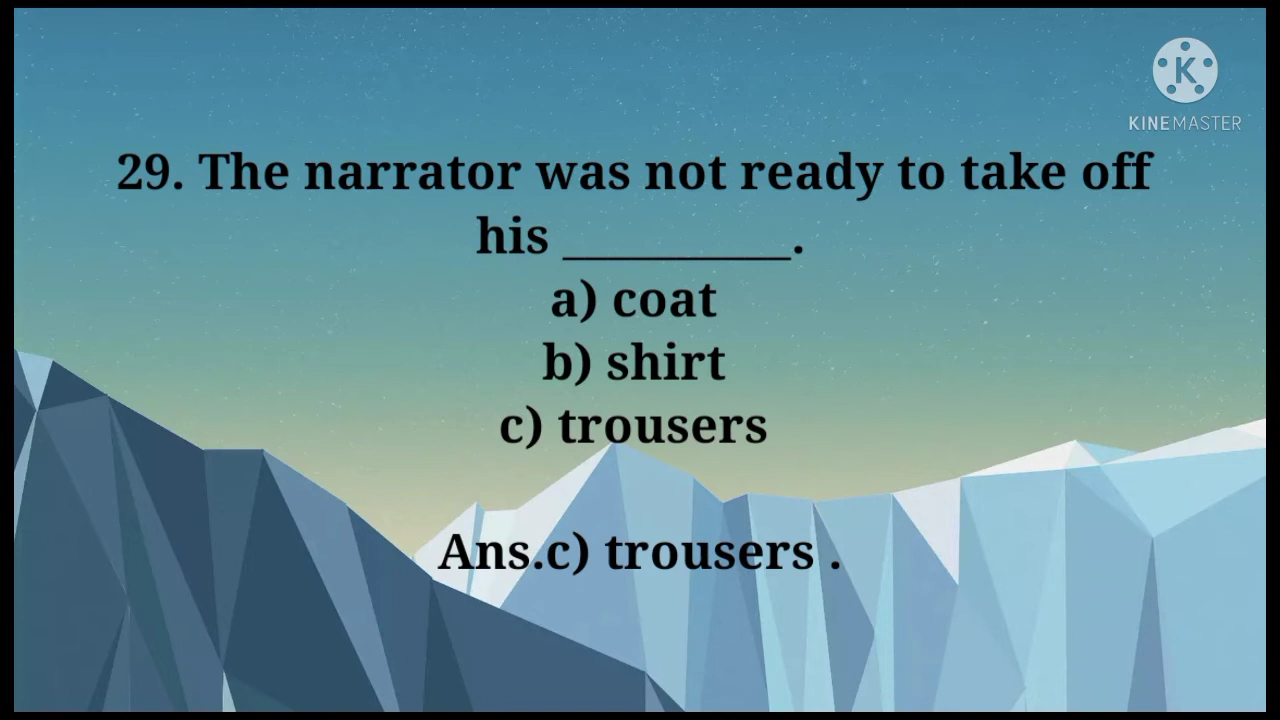 K
KINEMASTER
29. The narrator was not ready to take off
his __________.
a) coat
b) shirt
c) trousers
Ans.c) trousers .